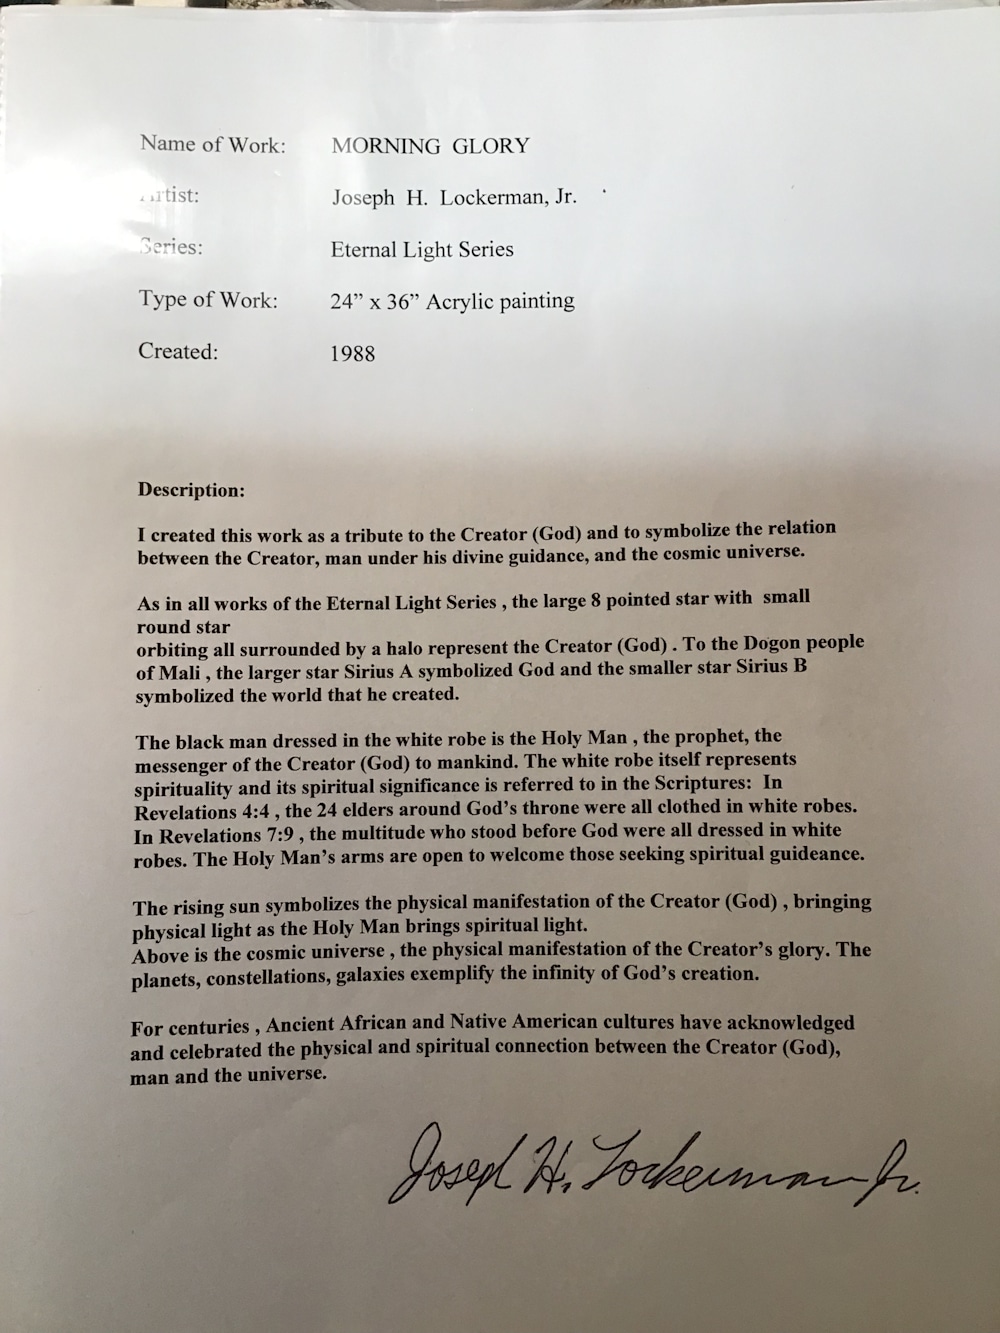 Name of Work: MORNING GLORY
Artist: Joseph H. Lockerman, Jr.
Series: Eternal Light Series
Type of Work: 24” x 36” Acrylic painting
Created: 1988
Description:
I created this work as a tribute to the Creator (God) and to symbolize the relation
between the Creator, man under his divine guidance, and the cosmic universe.
As in all works of the Eternal Light Series , the large 8 pointed star with small
round star
orbiting all surrounded by a halo represent the Creator (God) . To the Dogon people
of Mali , the larger star Sirius A symbolized God and the smaller star Sirius B
symbolized the world that he created.
The black man dressed in the white robe is the Holy Man , the prophet, the
messenger of the Creator (God) to mankind. The white robe itself represents
spirituality and its spiritual significance is referred to in the Scriptures: In
Revelations 4:4 , the 24 elders around God’s throne were all clothed in white robes.
In Revelations 7:9 , the multitude who stood before God were all dressed in white
robes. The Holy Man’s arms are open to welcome those seeking spiritual guideance.
The rising sun symbolizes the physical manifestation of the Creator (God) , bringing
physical light as the Holy Man brings spiritual light.
Above is the cosmic universe , the physical manifestation of the Creator’s glory. The
planets, constellations, galaxies exemplify the infinity of God’s creation.
For centuries , Ancient African and Native American cultures have acknowledged
and celebrated the physical and spiritual connection between the Creator (God),
man and the universe.
Joseph H. Lockerman Jr.